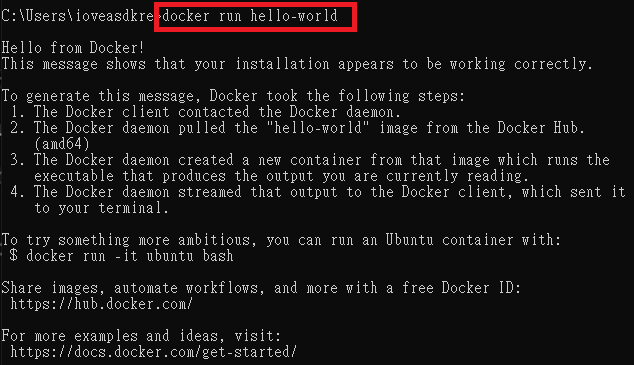 C:\Users\ioveasdkre>docker run hello-world
Hello from Docker!
This message shows that your installation appears to be working correctly.
To generate this message, Docker took the following steps:
1. The Docker client contacted the Docker daemon.
2. The Docker daemon pulled the "hello-world" image from the Docker Hub.
(amd64)
3. The Docker daemon created a new container from that image which runs the
executable that produces the output you are currently reading.
4. The Docker daemon streamed that output to the Docker client, which sent it
to your terminal.
To try something more ambitious, you can run an Ubuntu container with:
$ docker run -it ubuntu bash
Share images, automate workflows, and more with a free Docker ID:
https://hub.docker.com/
For more examples and ideas, visit:
https://docs.docker.com/get-started/